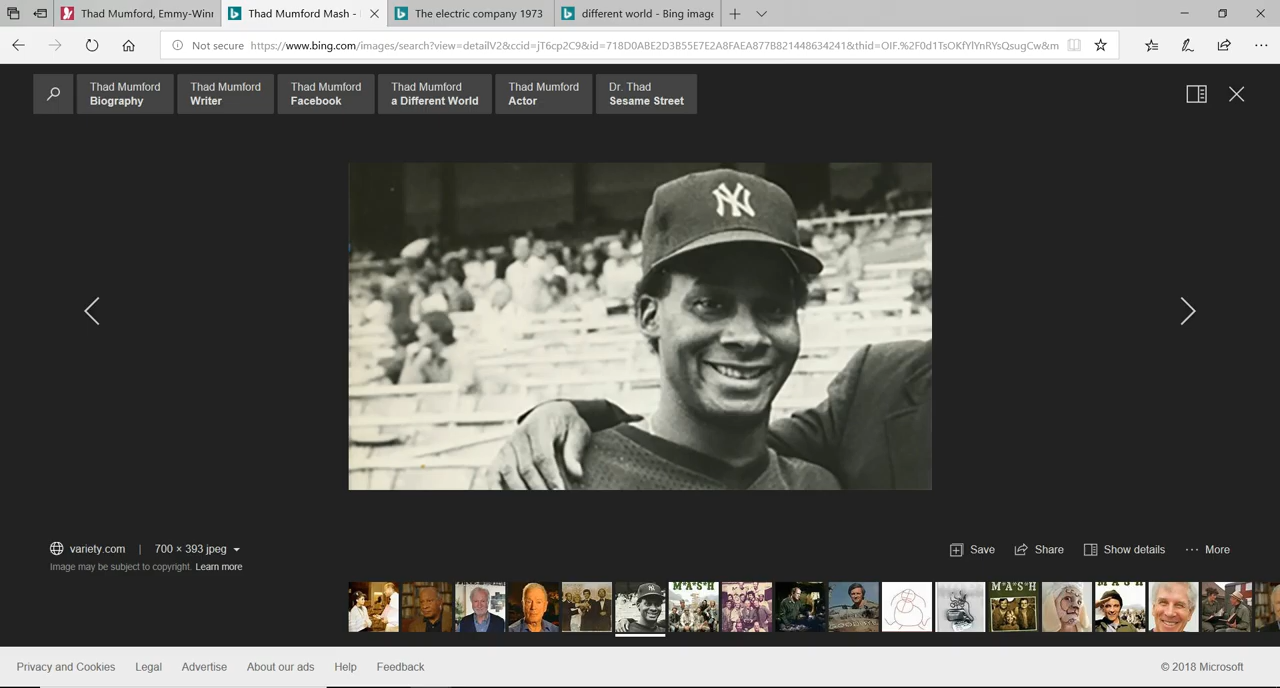 Thad Mumford, Emmy-Winn
Thad Mumford Mash -
The electric company 1973
different world - Bing image
Not secure
https://www.bing.com/images/search?view=detailV2&ccid=jT6cp2C9&id=718D0ABE2D3B55E7E2A8FAEA877B821448634241&thid=OIF.%2F0d1TsOKfYlYnRYsQsugCw&m
Thad Mumford
Biography
Thad Mumford
Writer
Thad Mumford
Facebook
Thad Mumford
a Different World
Thad Mumford
Actor
Dr. Thad
Sesame Street
NY
variety.com | 700 × 393 jpeg
Image may be subject to copyright. Learn more
Save
Share
Show details
··· More
M*A*S*H
M*A*S*H
M*A*S*H
Privacy and Cookies
Legal
Advertise
About our ads
Help
Feedback
© 2018 Microsoft